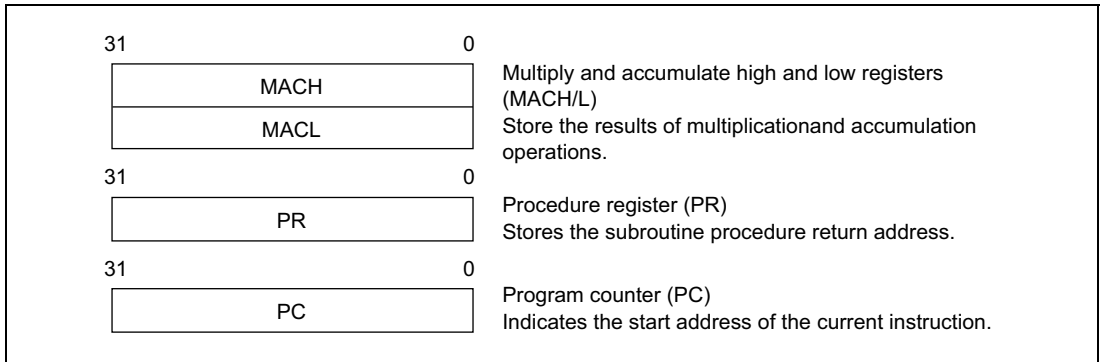 31 0
MACH
MACL
Multiply and accumulate high and low registers
(MACH/L)
Store the results of multiplicationand accumulation
operations.
31 0
PR
Procedure register (PR)
Stores the subroutine procedure return address.
31 0
PC
Program counter (PC)
Indicates the start address of the current instruction.